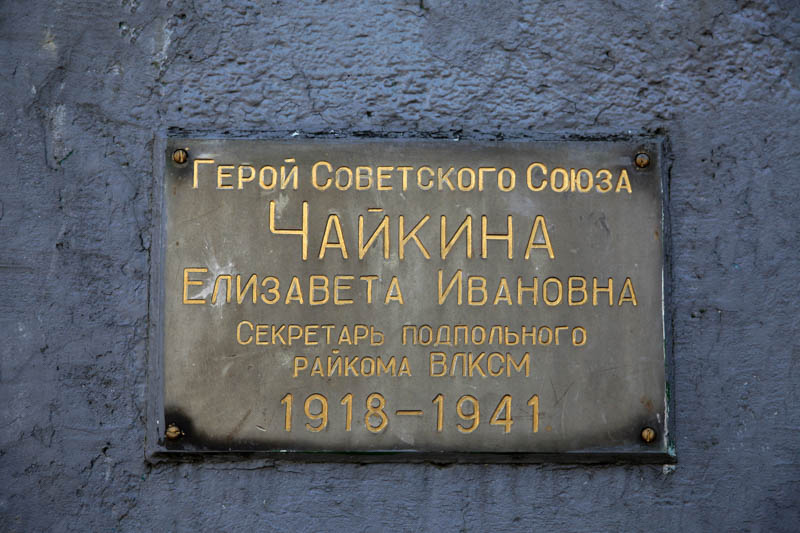 Герой Советского Союза
Чайкина
Елизавета Ивановна
Секретарь подпольного
райкома ВЛКСМ
1918–1941